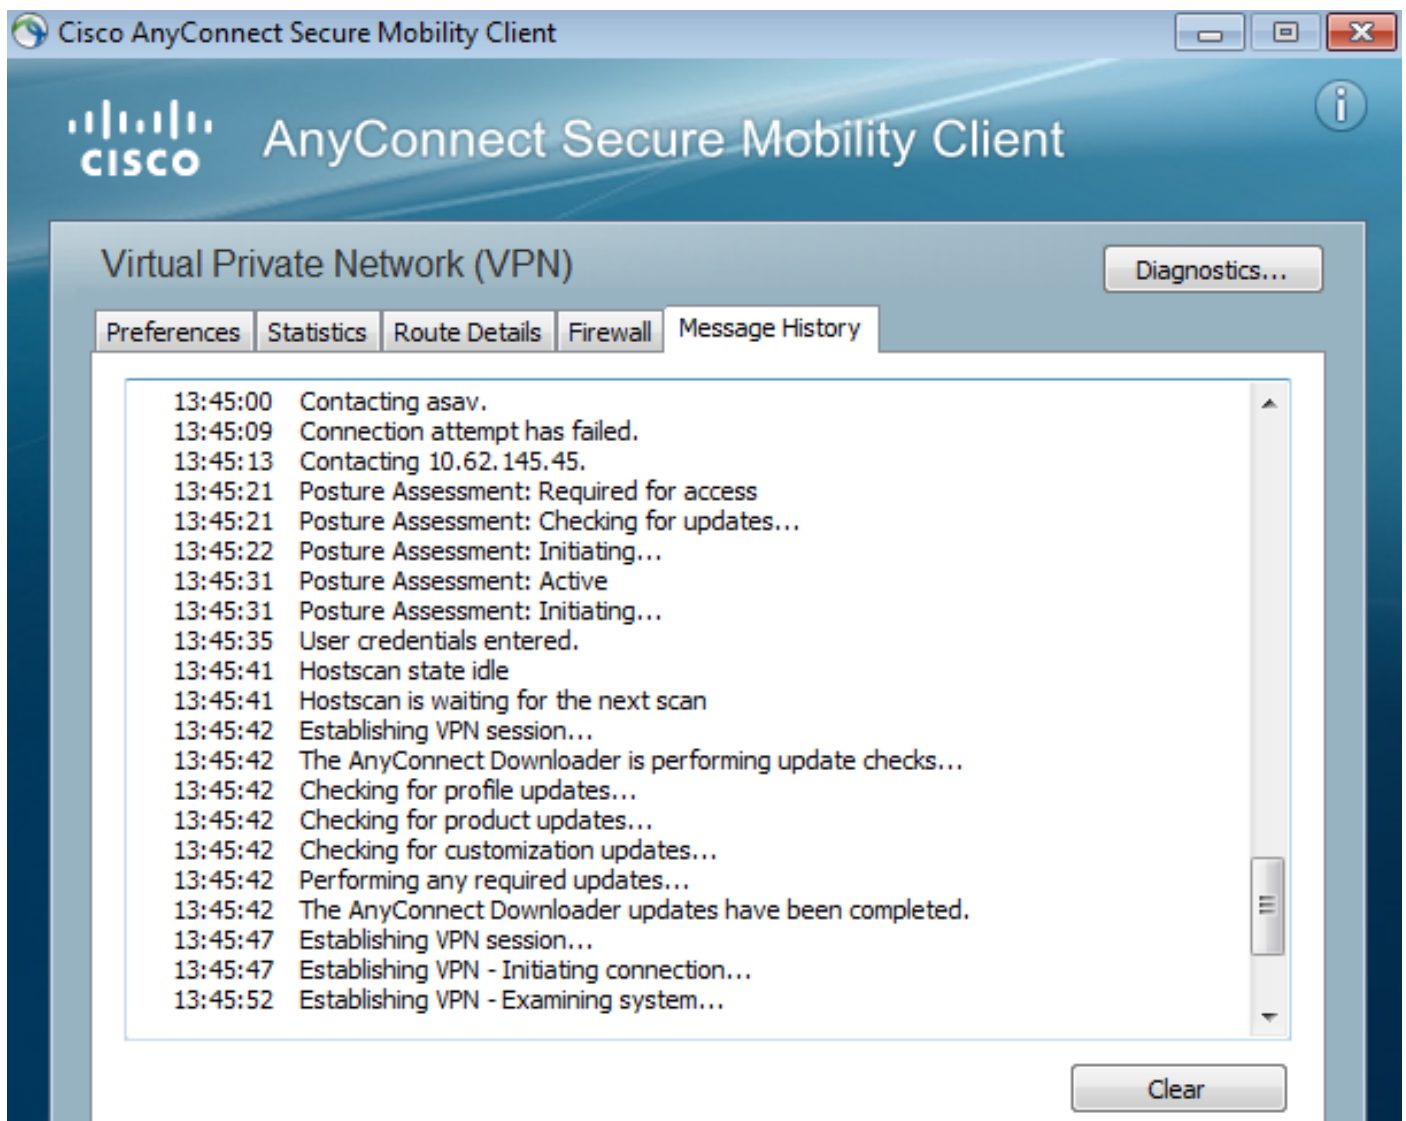 Cisco AnyConnect Secure Mobility Client
CISCO
AnyConnect Secure Mobility Client
Virtual Private Network (VPN)
Diagnostics...
Preferences Statistics Route Details Firewall Message History
13:45:00 Contacting asav.
13:45:09 Connection attempt has failed.
13:45:13 Contacting 10.62.145.45.
13:45:21 Posture Assessment: Required for access
13:45:21 Posture Assessment: Checking for updates...
13:45:22 Posture Assessment: Initiating...
13:45:31 Posture Assessment: Active
13:45:31 Posture Assessment: Initiating...
13:45:35 User credentials entered.
13:45:41 Hostscan state idle
13:45:41 Hostscan is waiting for the next scan
13:45:42 Establishing VPN session...
13:45:42 The AnyConnect Downloader is performing update checks...
13:45:42 Checking for profile updates...
13:45:42 Checking for product updates...
13:45:42 Checking for customization updates...
13:45:42 Performing any required updates...
13:45:42 The AnyConnect Downloader updates have been completed.
13:45:47 Establishing VPN session...
13:45:47 Establishing VPN - Initiating connection...
13:45:52 Establishing VPN - Examining system...
Clear